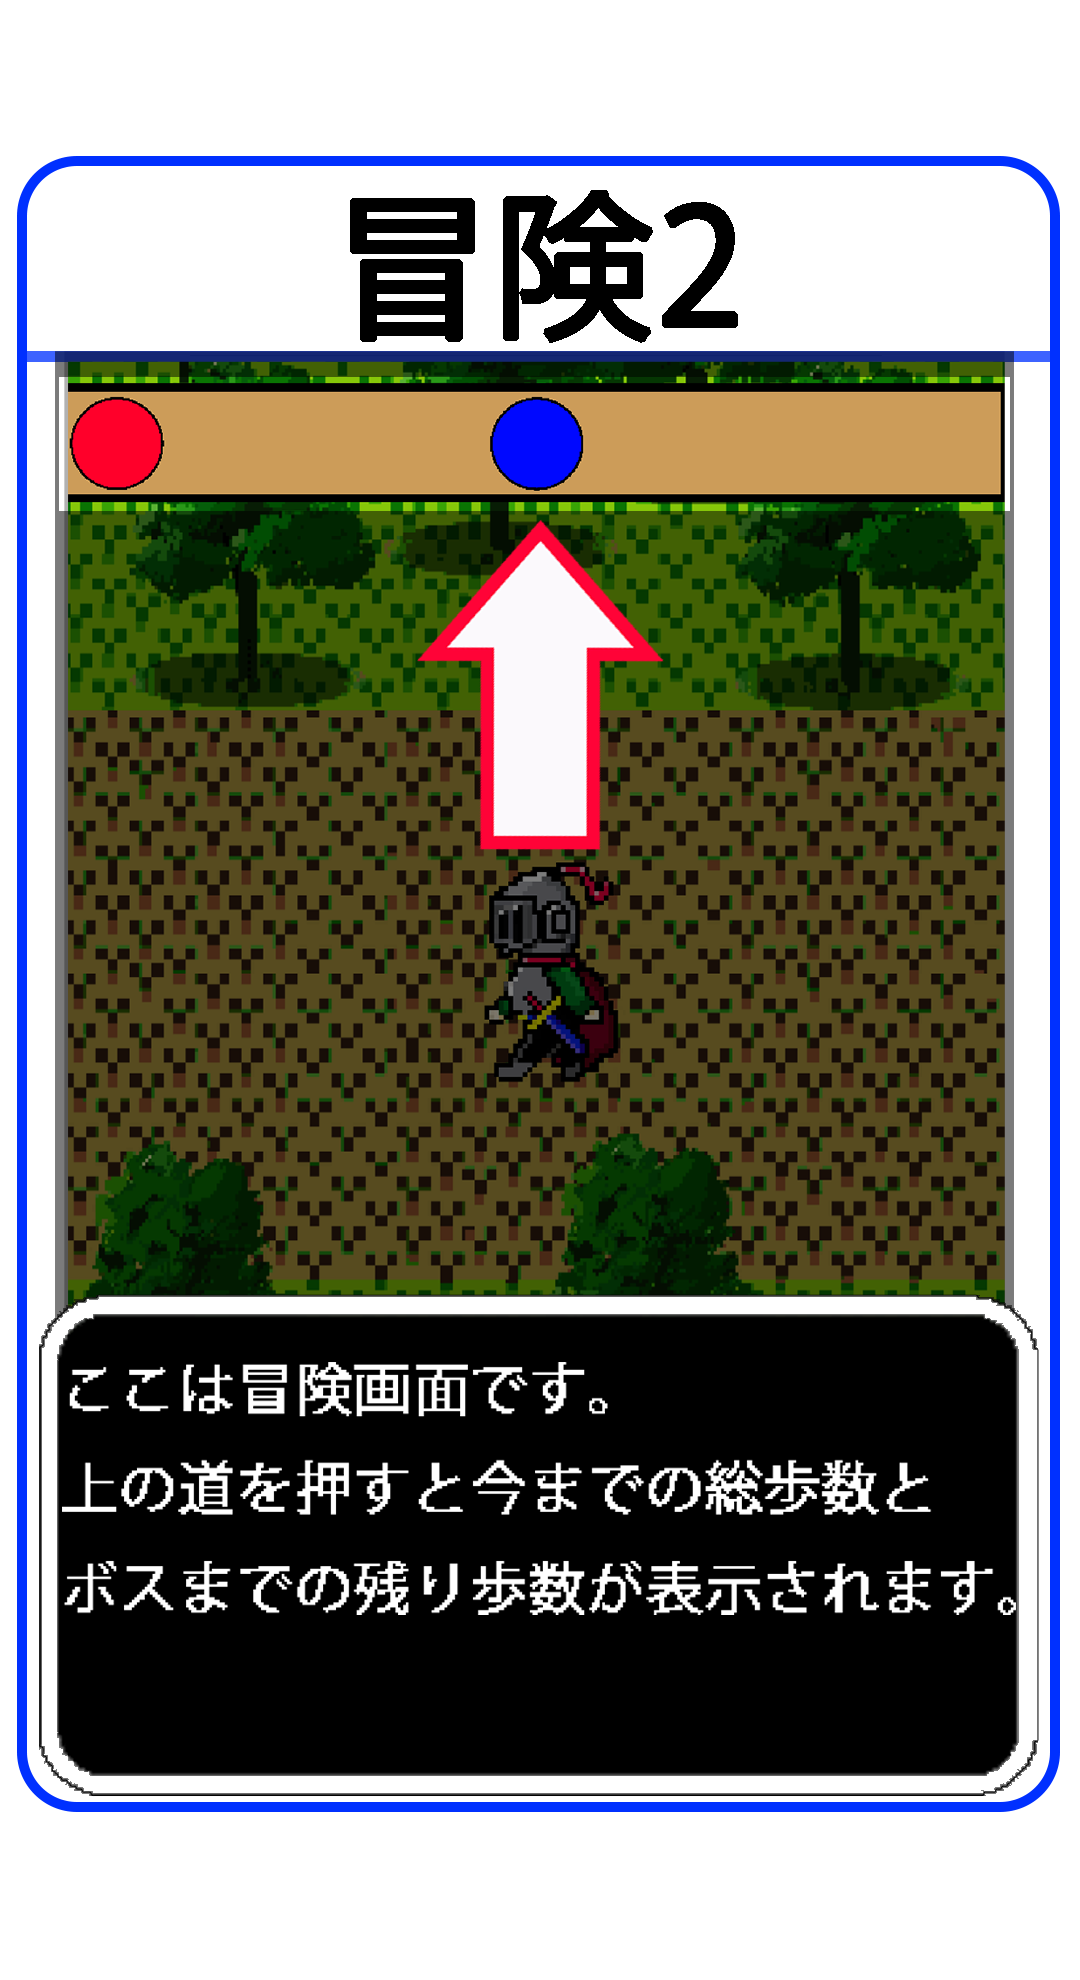 冒険2
ここは冒険画面です。
上の道を押すと今までの総歩数と
ボスまでの残り歩数が表示されます。